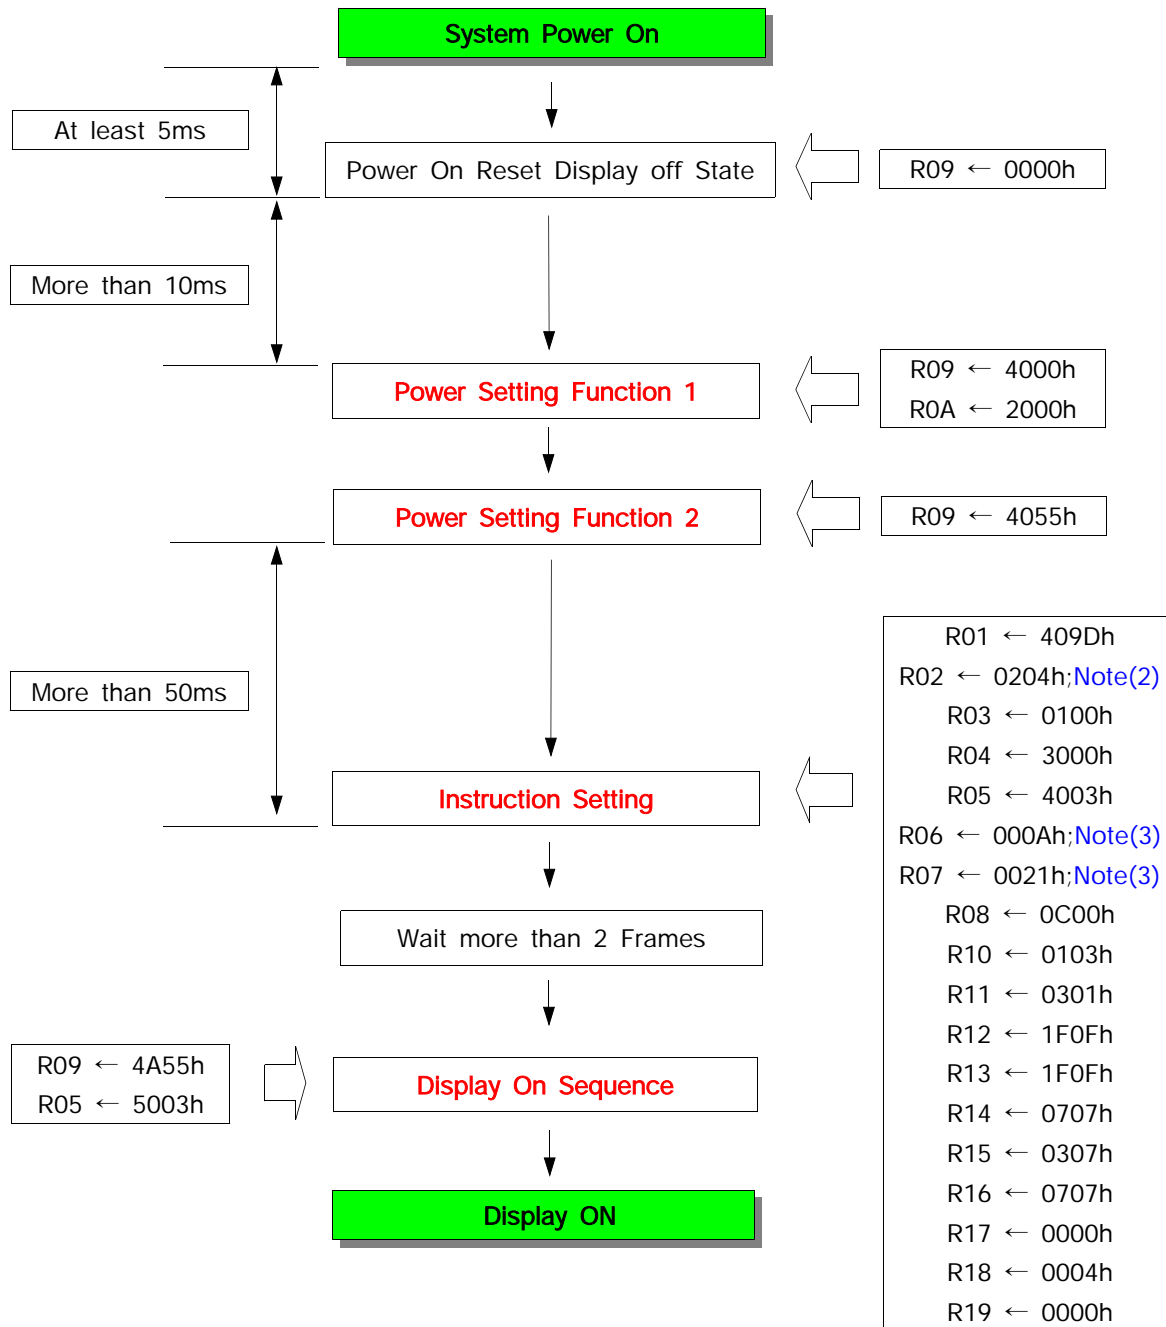 System Power On
At least 5ms
Power On Reset Display off State
R09 ← 0000h
More than 10ms
Power Setting Function 1
R09 ← 4000h
R0A ← 2000h
Power Setting Function 2
R09 ← 4055h
More than 50ms
Instruction Setting
R01 ← 409Dh
R02 ← 0204h;Note(2)
R03 ← 0100h
R04 ← 3000h
R05 ← 4003h
R06 ← 000Ah;Note(3)
R07 ← 0021h;Note(3)
R08 ← 0C00h
R10 ← 0103h
R11 ← 0301h
R12 ← 1F0Fh
R13 ← 1F0Fh
R14 ← 0707h
R15 ← 0307h
R16 ← 0707h
R17 ← 0000h
R18 ← 0004h
R19 ← 0000h
Wait more than 2 Frames
R09 ← 4A55h
R05 ← 5003h
Display On Sequence
Display ON